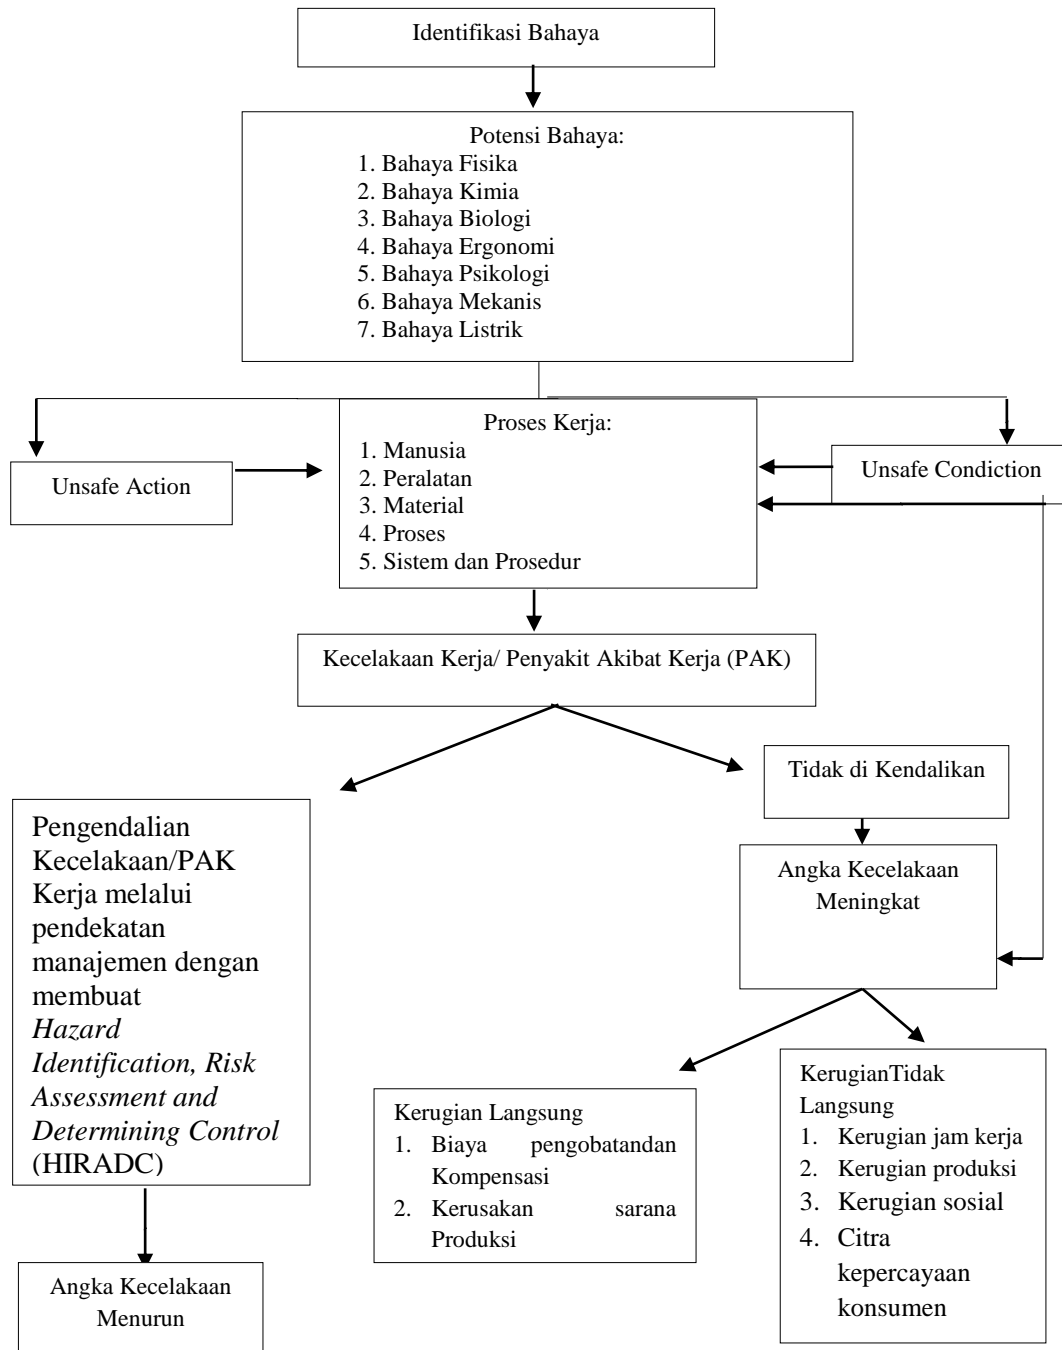 Identifikasi Bahaya
Potensi Bahaya:
1. Bahaya Fisika
2. Bahaya Kimia
3. Bahaya Biologi
4. Bahaya Ergonomi
5. Bahaya Psikologi
6. Bahaya Mekanis
7. Bahaya Listrik
Unsafe Action
Proses Kerja:
1. Manusia
2. Peralatan
3. Material
4. Proses
5. Sistem dan Prosedur
Unsafe Condiction
Kecelakaan Kerja/ Penyakit Akibat Kerja (PAK)
Tidak di Kendalikan
Pengendalian
Kecelakaan/PAK
Kerja melalui
pendekatan
manajemen dengan
membuat
Hazard
Identification, Risk
Assessment and
Determining Control
(HIRADC)
Angka Kecelakaan
Meningkat
Kerugian Langsung
1. Biaya pengobatandan
Kompensasi
2. Kerusakan sarana
Produksi
KerugianTidak
Langsung
1. Kerugian jam kerja
2. Kerugian produksi
3. Kerugian sosial
4. Citra
kepercayaan
konsumen
Angka Kecelakaan
Menurun